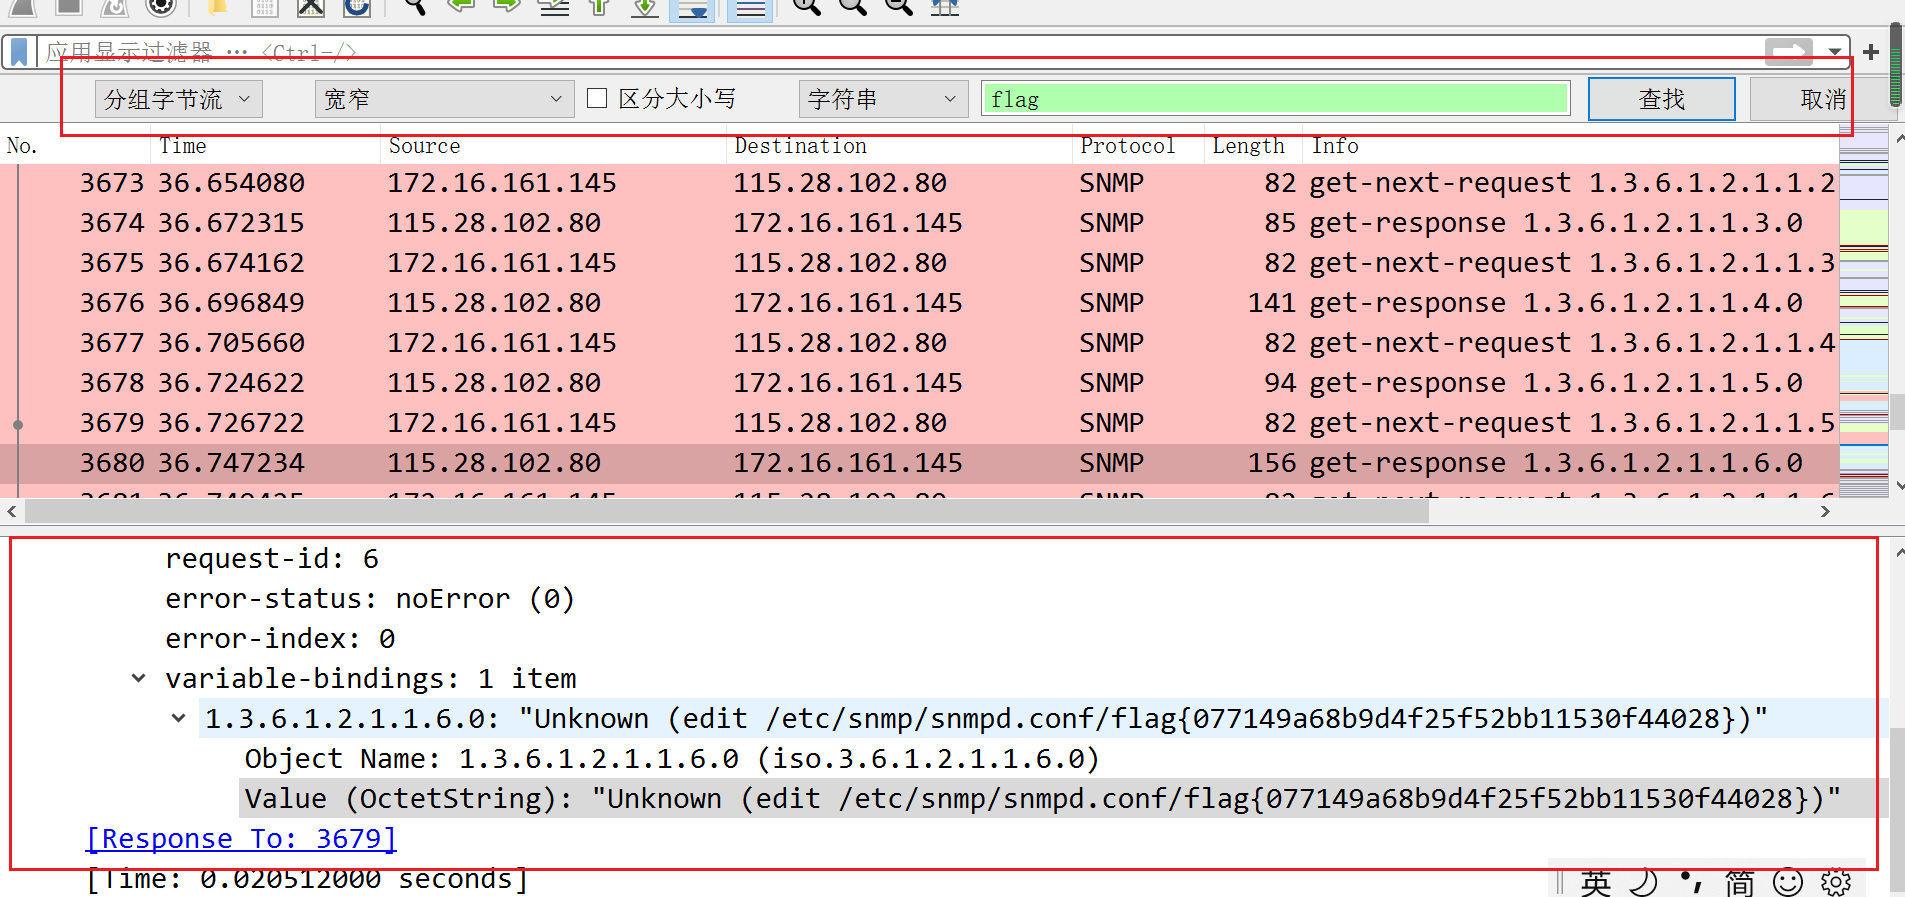 应用显示过滤器 … <Ctrl-/>
分组字节流 宽窄 区分大小写 字符串 flag 查找 取消
No. Time Source Destination Protocol Length Info
3673 36.654080 172.16.161.145 115.28.102.80 SNMP 82 get-next-request 1.3.6.1.2.1.1.2
3674 36.672315 115.28.102.80 172.16.161.145 SNMP 85 get-response 1.3.6.1.2.1.1.3.0
3675 36.674162 172.16.161.145 115.28.102.80 SNMP 82 get-next-request 1.3.6.1.2.1.1.3
3676 36.696849 115.28.102.80 172.16.161.145 SNMP 141 get-response 1.3.6.1.2.1.1.4.0
3677 36.705660 172.16.161.145 115.28.102.80 SNMP 82 get-next-request 1.3.6.1.2.1.1.4
3678 36.724622 115.28.102.80 172.16.161.145 SNMP 94 get-response 1.3.6.1.2.1.1.5.0
3679 36.726722 172.16.161.145 115.28.102.80 SNMP 82 get-next-request 1.3.6.1.2.1.1.5
3680 36.747234 115.28.102.80 172.16.161.145 SNMP 156 get-response 1.3.6.1.2.1.1.6.0
request-id: 6
error-status: noError (0)
error-index: 0
variable-bindings: 1 item
1.3.6.1.2.1.1.6.0: "Unknown (edit /etc/snmp/snmpd.conf/flag{077149a68b9d4f25f52bb11530f44028})"
Object Name: 1.3.6.1.2.1.1.6.0 (iso.3.6.1.2.1.1.6.0)
Value (OctetString): "Unknown (edit /etc/snmp/snmpd.conf/flag{077149a68b9d4f25f52bb11530f44028})"
[Response To: 3679]
[Time: 0.020512000 seconds]
英 简